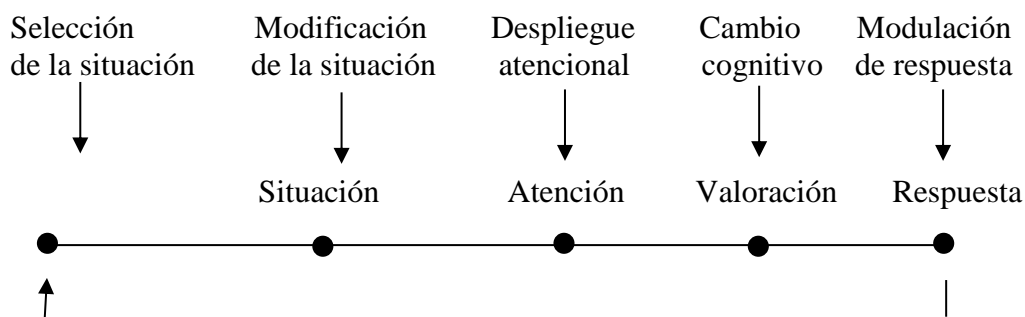 Selección Modificación Despliegue Cambio Modulación
de la situación de la situación atencional cognitivo de respuesta
Situación Atención Valoración Respuesta